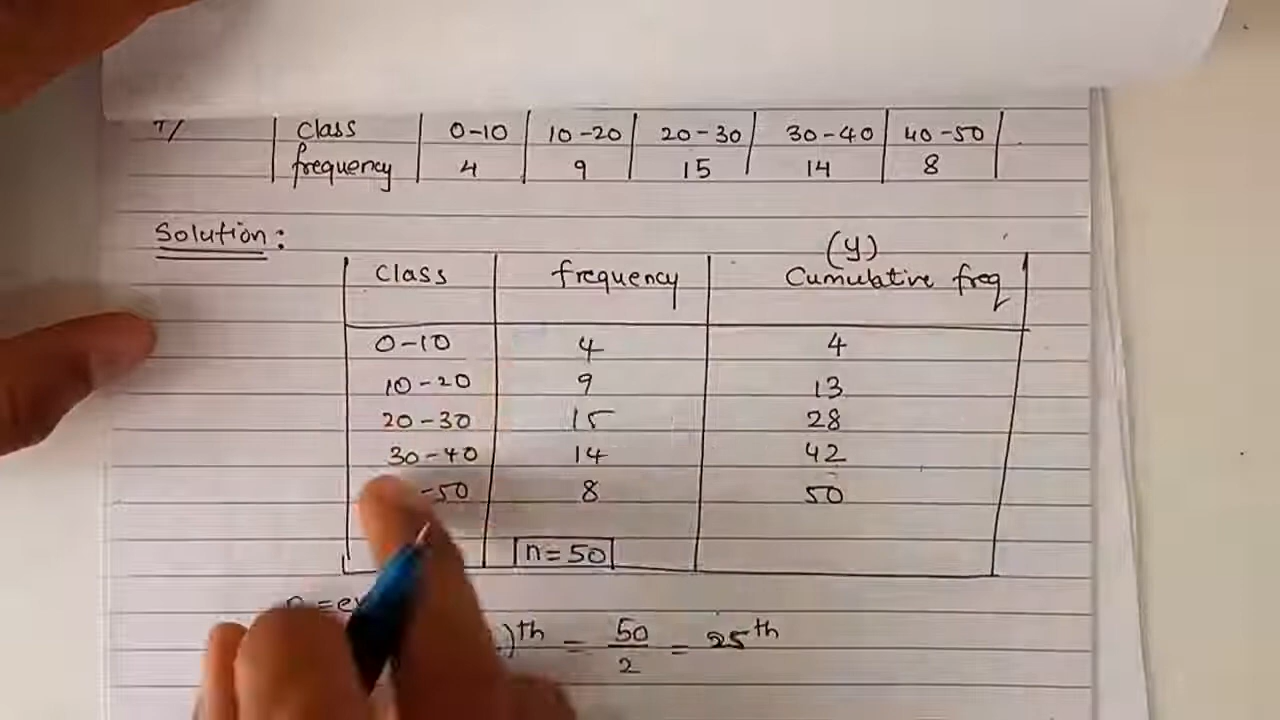 1/ class 0-10 10-20 20-30 30-40 40-50
frequency 4 9 15 14 8
Solution:
(y)
class frequency Cumulative freq
0-10 4 4
10-20 9 13
20-30 15 28
30-40 14 42
-50 8 50
n=50
)th = 50/2 = 25th